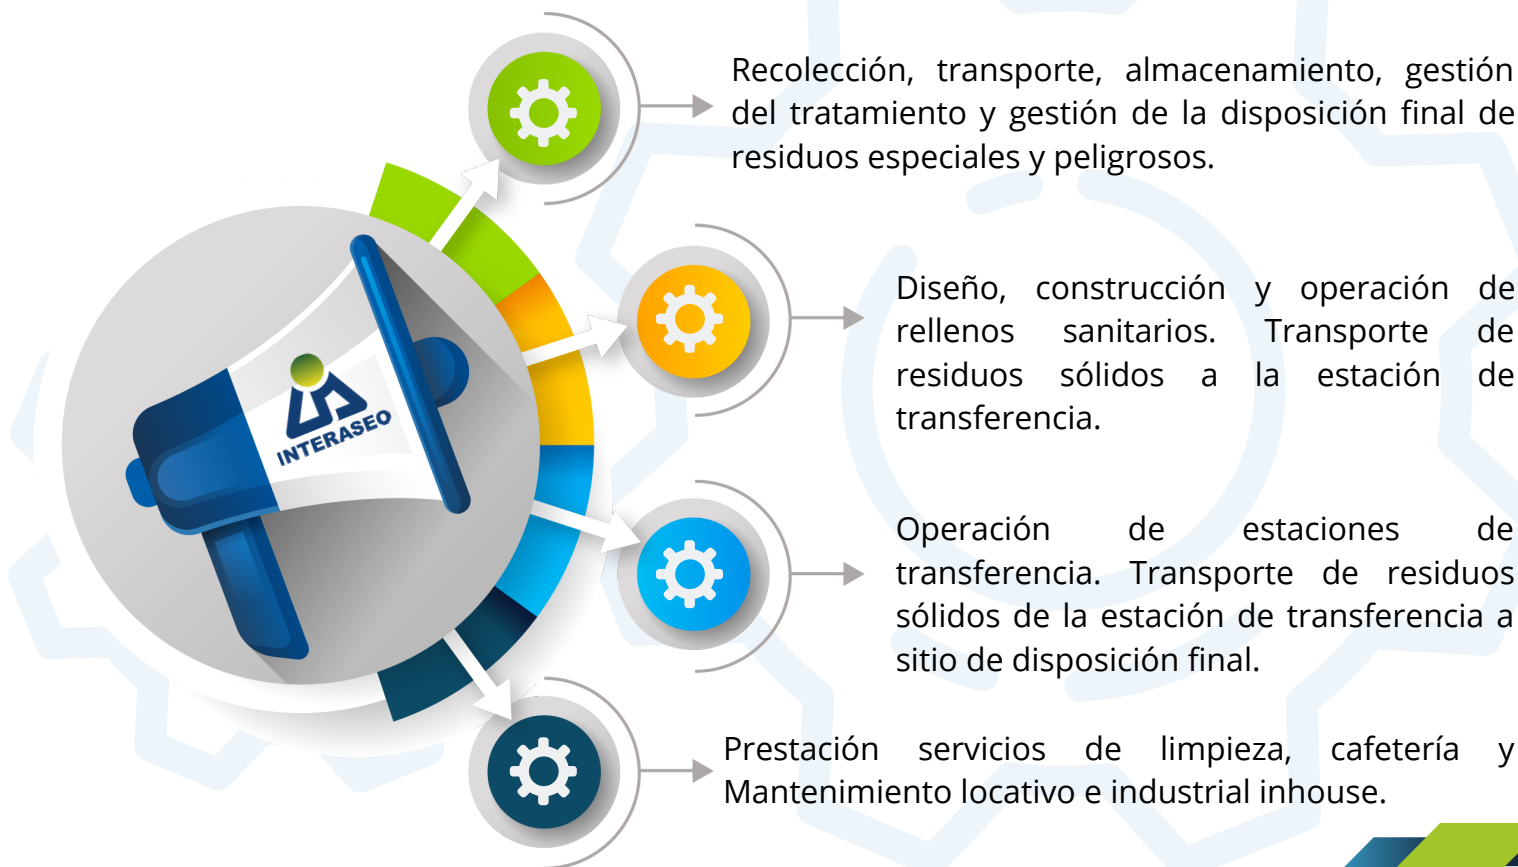 Recolección, transporte, almacenamiento, gestión
del tratamiento y gestión de la disposición final de
residuos especiales y peligrosos.
Diseño, construcción y operación de
rellenos sanitarios. Transporte de
residuos sólidos a la estación de
transferencia.
INTERASEO
Operación de estaciones de
transferencia. Transporte de residuos
sólidos de la estación de transferencia a
sitio de disposición final.
Prestación servicios de limpieza, cafetería y
Mantenimiento locativo e industrial inhouse.